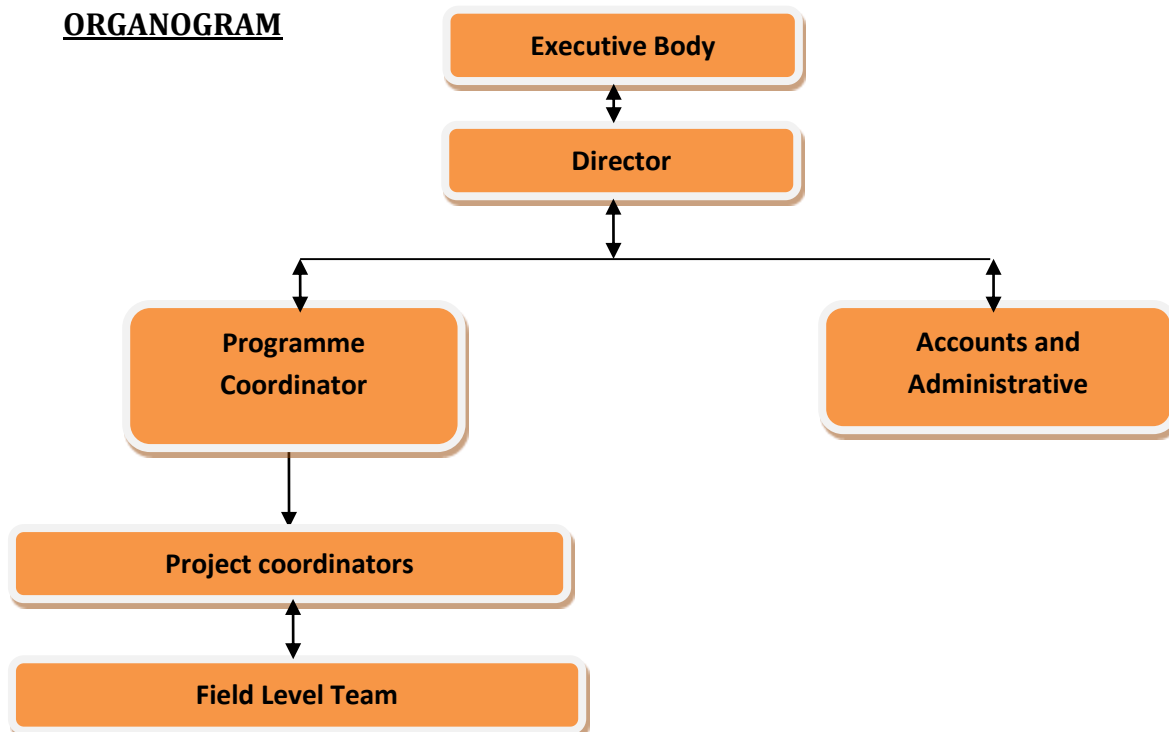 ORGANOGRAM
Executive Body
Director
Programme
Coordinator
Accounts and
Administrative
Project coordinators
Field Level Team